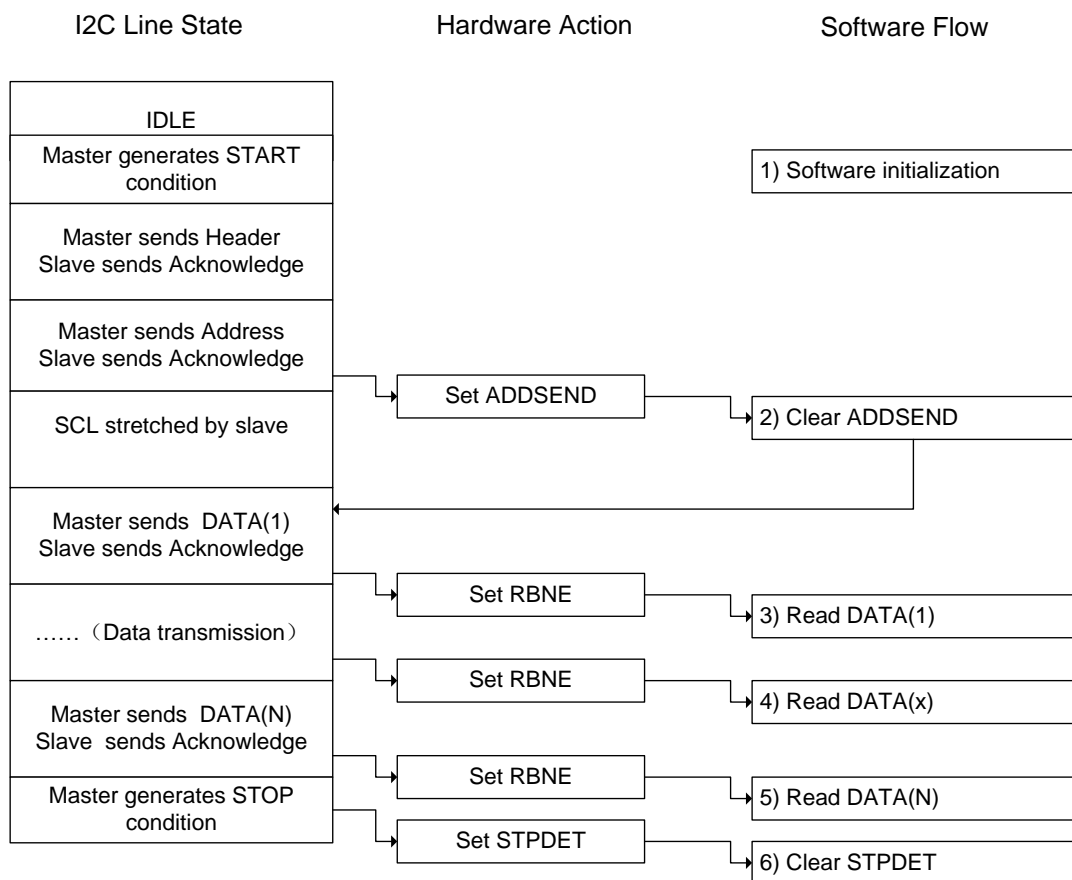 I2C Line State
Hardware Action
Software Flow
IDLE
Master generates START
condition
1) Software initialization
Master sends Header
Slave sends Acknowledge
Master sends Address
Slave sends Acknowledge
Set ADDSEND
2) Clear ADDSEND
SCL stretched by slave
Master sends DATA(1)
Slave sends Acknowledge
Set RBNE
3) Read DATA(1)
……（Data transmission）
Set RBNE
4) Read DATA(x)
Master sends DATA(N)
Slave sends Acknowledge
Set RBNE
5) Read DATA(N)
Master generates STOP
condition
Set STPDET
6) Clear STPDET